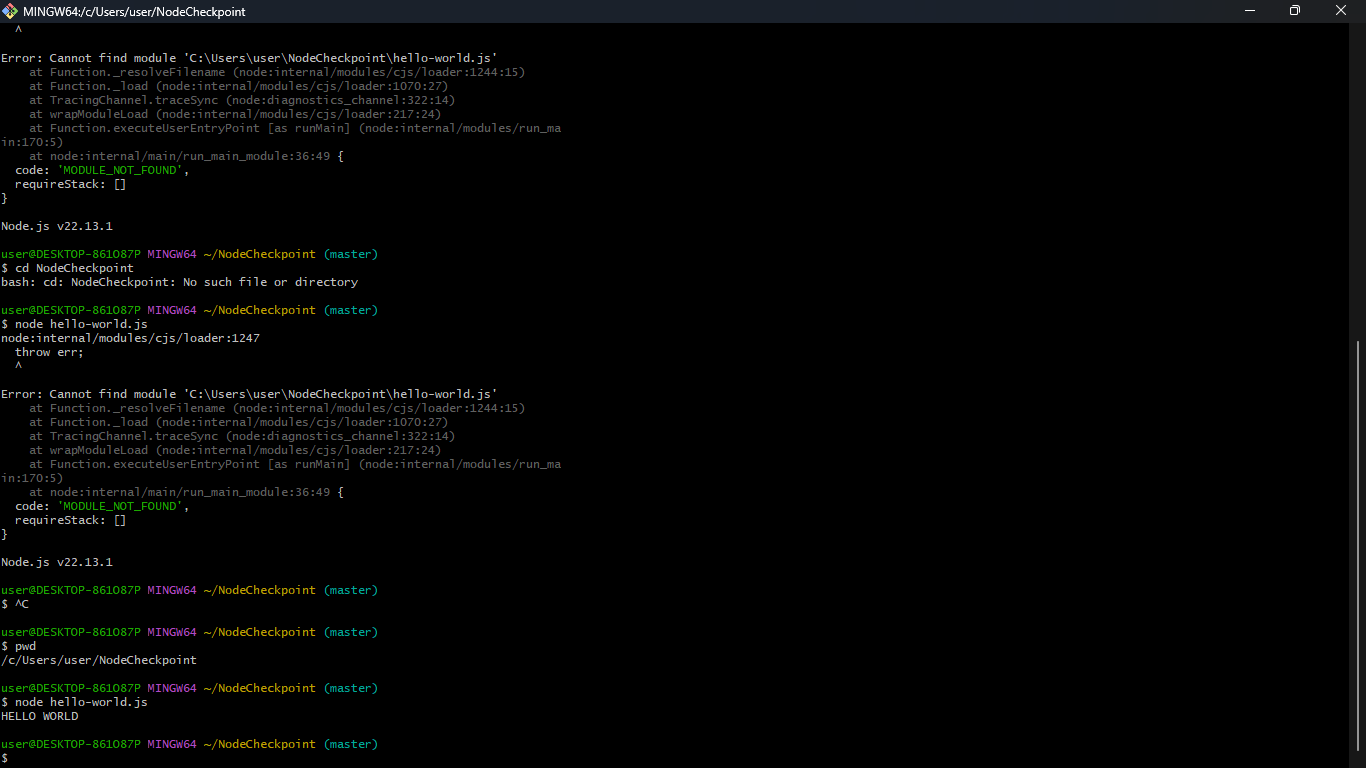 MINGW64:/c/Users/user/NodeCheckpoint
^
Error: Cannot find module 'C:\Users\user\NodeCheckpoint\hello-world.js'
    at Function._resolveFilename (node:internal/modules/cjs/loader:1244:15)
    at Function._load (node:internal/modules/cjs/loader:1070:27)
    at TracingChannel.traceSync (node:diagnostics_channel:322:14)
    at wrapModuleLoad (node:internal/modules/cjs/loader:217:24)
    at Function.executeUserEntryPoint [as runMain] (node:internal/modules/run_ma
in:170:5)
    at node:internal/main/run_main_module:36:49 {
  code: 'MODULE_NOT_FOUND',
  requireStack: []
}
Node.js v22.13.1
user@DESKTOP-861O87P MINGW64 ~/NodeCheckpoint (master)
$ cd NodeCheckpoint
bash: cd: NodeCheckpoint: No such file or directory
user@DESKTOP-861O87P MINGW64 ~/NodeCheckpoint (master)
$ node hello-world.js
node:internal/modules/cjs/loader:1247
  throw err;
  ^
Error: Cannot find module 'C:\Users\user\NodeCheckpoint\hello-world.js'
    at Function._resolveFilename (node:internal/modules/cjs/loader:1244:15)
    at Function._load (node:internal/modules/cjs/loader:1070:27)
    at TracingChannel.traceSync (node:diagnostics_channel:322:14)
    at wrapModuleLoad (node:internal/modules/cjs/loader:217:24)
    at Function.executeUserEntryPoint [as runMain] (node:internal/modules/run_ma
in:170:5)
    at node:internal/main/run_main_module:36:49 {
  code: 'MODULE_NOT_FOUND',
  requireStack: []
}
Node.js v22.13.1
user@DESKTOP-861O87P MINGW64 ~/NodeCheckpoint (master)
$ ^C
user@DESKTOP-861O87P MINGW64 ~/NodeCheckpoint (master)
$ pwd
/c/Users/user/NodeCheckpoint
user@DESKTOP-861O87P MINGW64 ~/NodeCheckpoint (master)
$ node hello-world.js
HELLO WORLD
user@DESKTOP-861O87P MINGW64 ~/NodeCheckpoint (master)
$